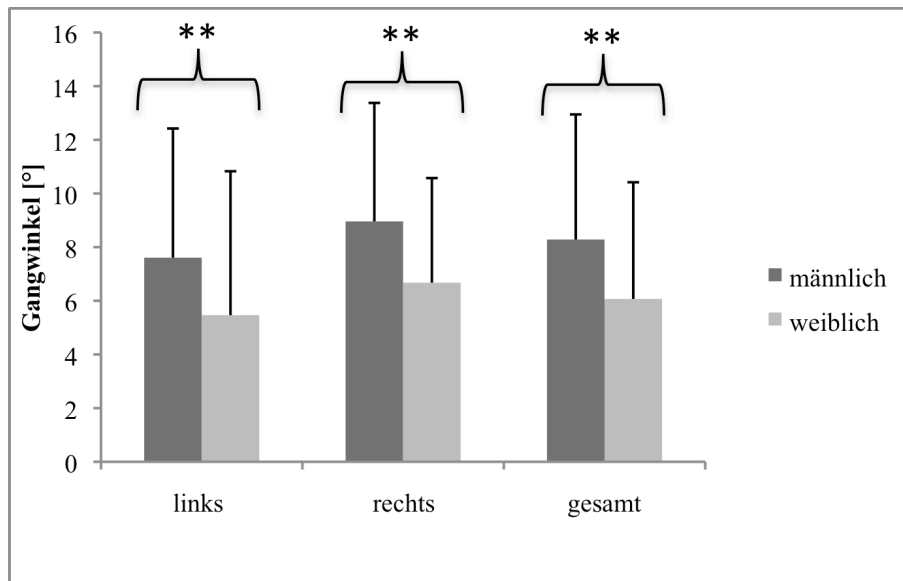 ** ** **
16
14
12
10
8
6
4
2
0
Gangwinkel [°]
links rechts gesamt
männlich
weiblich